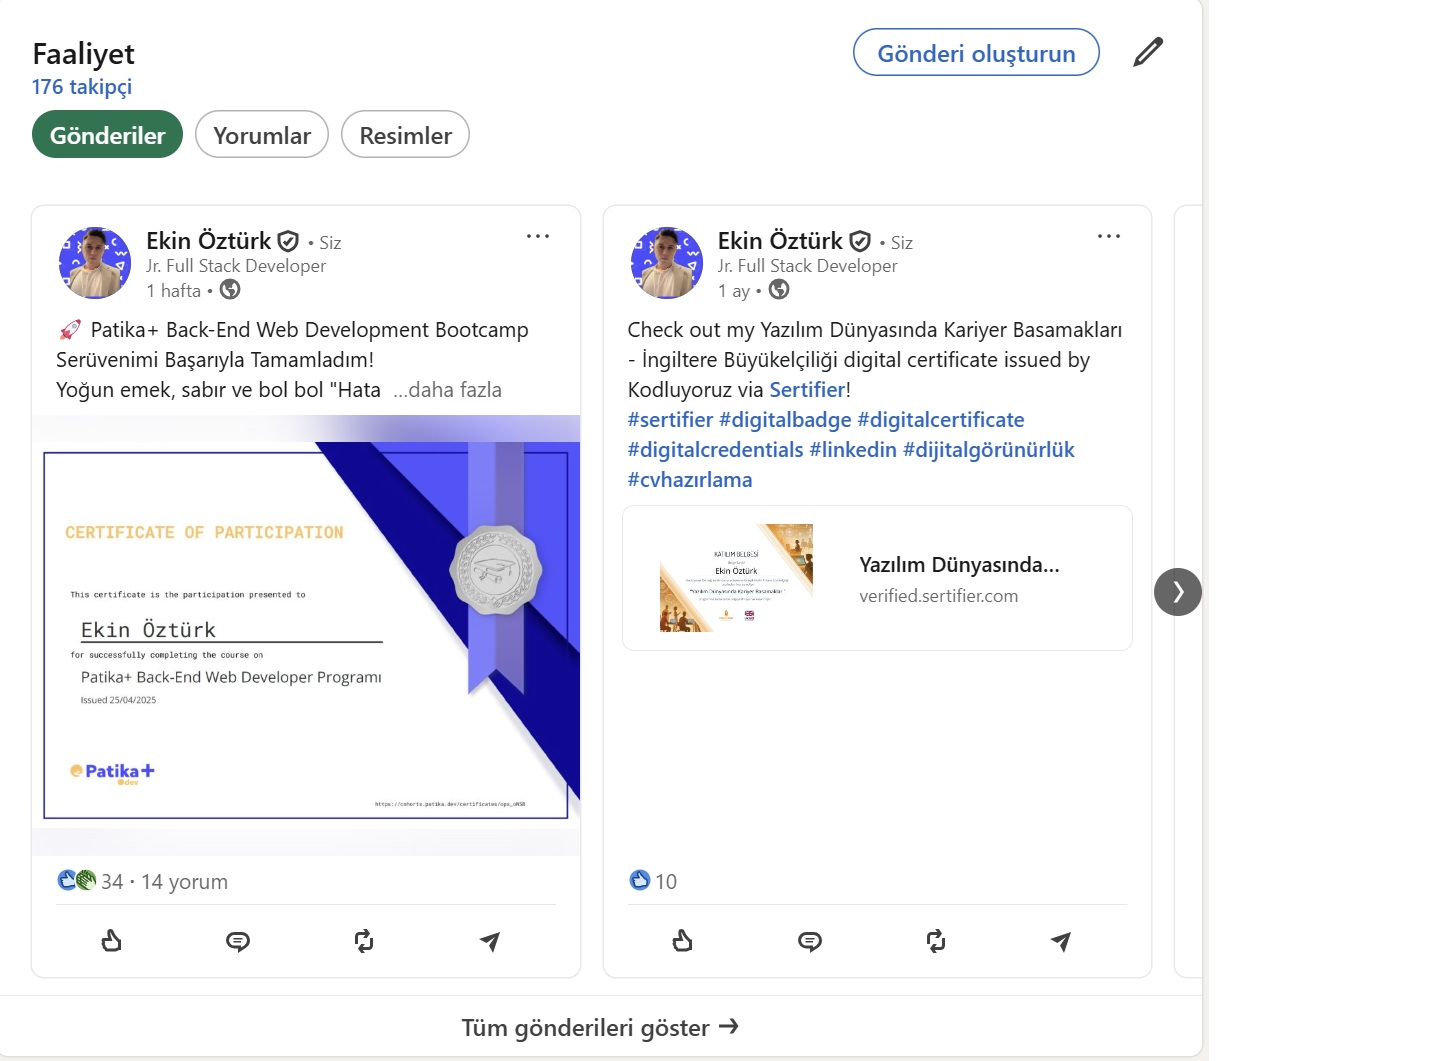 Faaliyet
Gönderi oluşturun
176 takipçi
Gönderiler
Yorumlar
Resimler
Ekin Öztürk • Siz
Jr. Full Stack Developer
1 hafta •
🚀 Patika+ Back-End Web Development Bootcamp
Serüvenimi Başarıyla Tamamladım!
Yoğun emek, sabır ve bol bol "Hata ...daha fazla
CERTIFICATE OF PARTICIPATION
This certificate is the participation presented to
Ekin Öztürk
for successfully completing the course on
Patika+ Back-End Web Developer Programı
Issued 25/04/2025
Patika+
dev
34 · 14 yorum
Ekin Öztürk • Siz
Jr. Full Stack Developer
1 ay •
Check out my Yazılım Dünyasında Kariyer Basamakları
- İngiltere Büyükelçiliği digital certificate issued by
Kodluyoruz via Sertifier!
#sertifier #digitalbadge #digitalcertificate
#digitalcredentials #linkedin #dijitalgörünürlük
#cvhazırlama
KATILIM BELGESİ
Ekin Öztürk
"Yazılım Dünyasında Kariyer Basamakları"
Yazılım Dünyasında...
verified.sertifier.com
10
Tüm gönderileri göster →